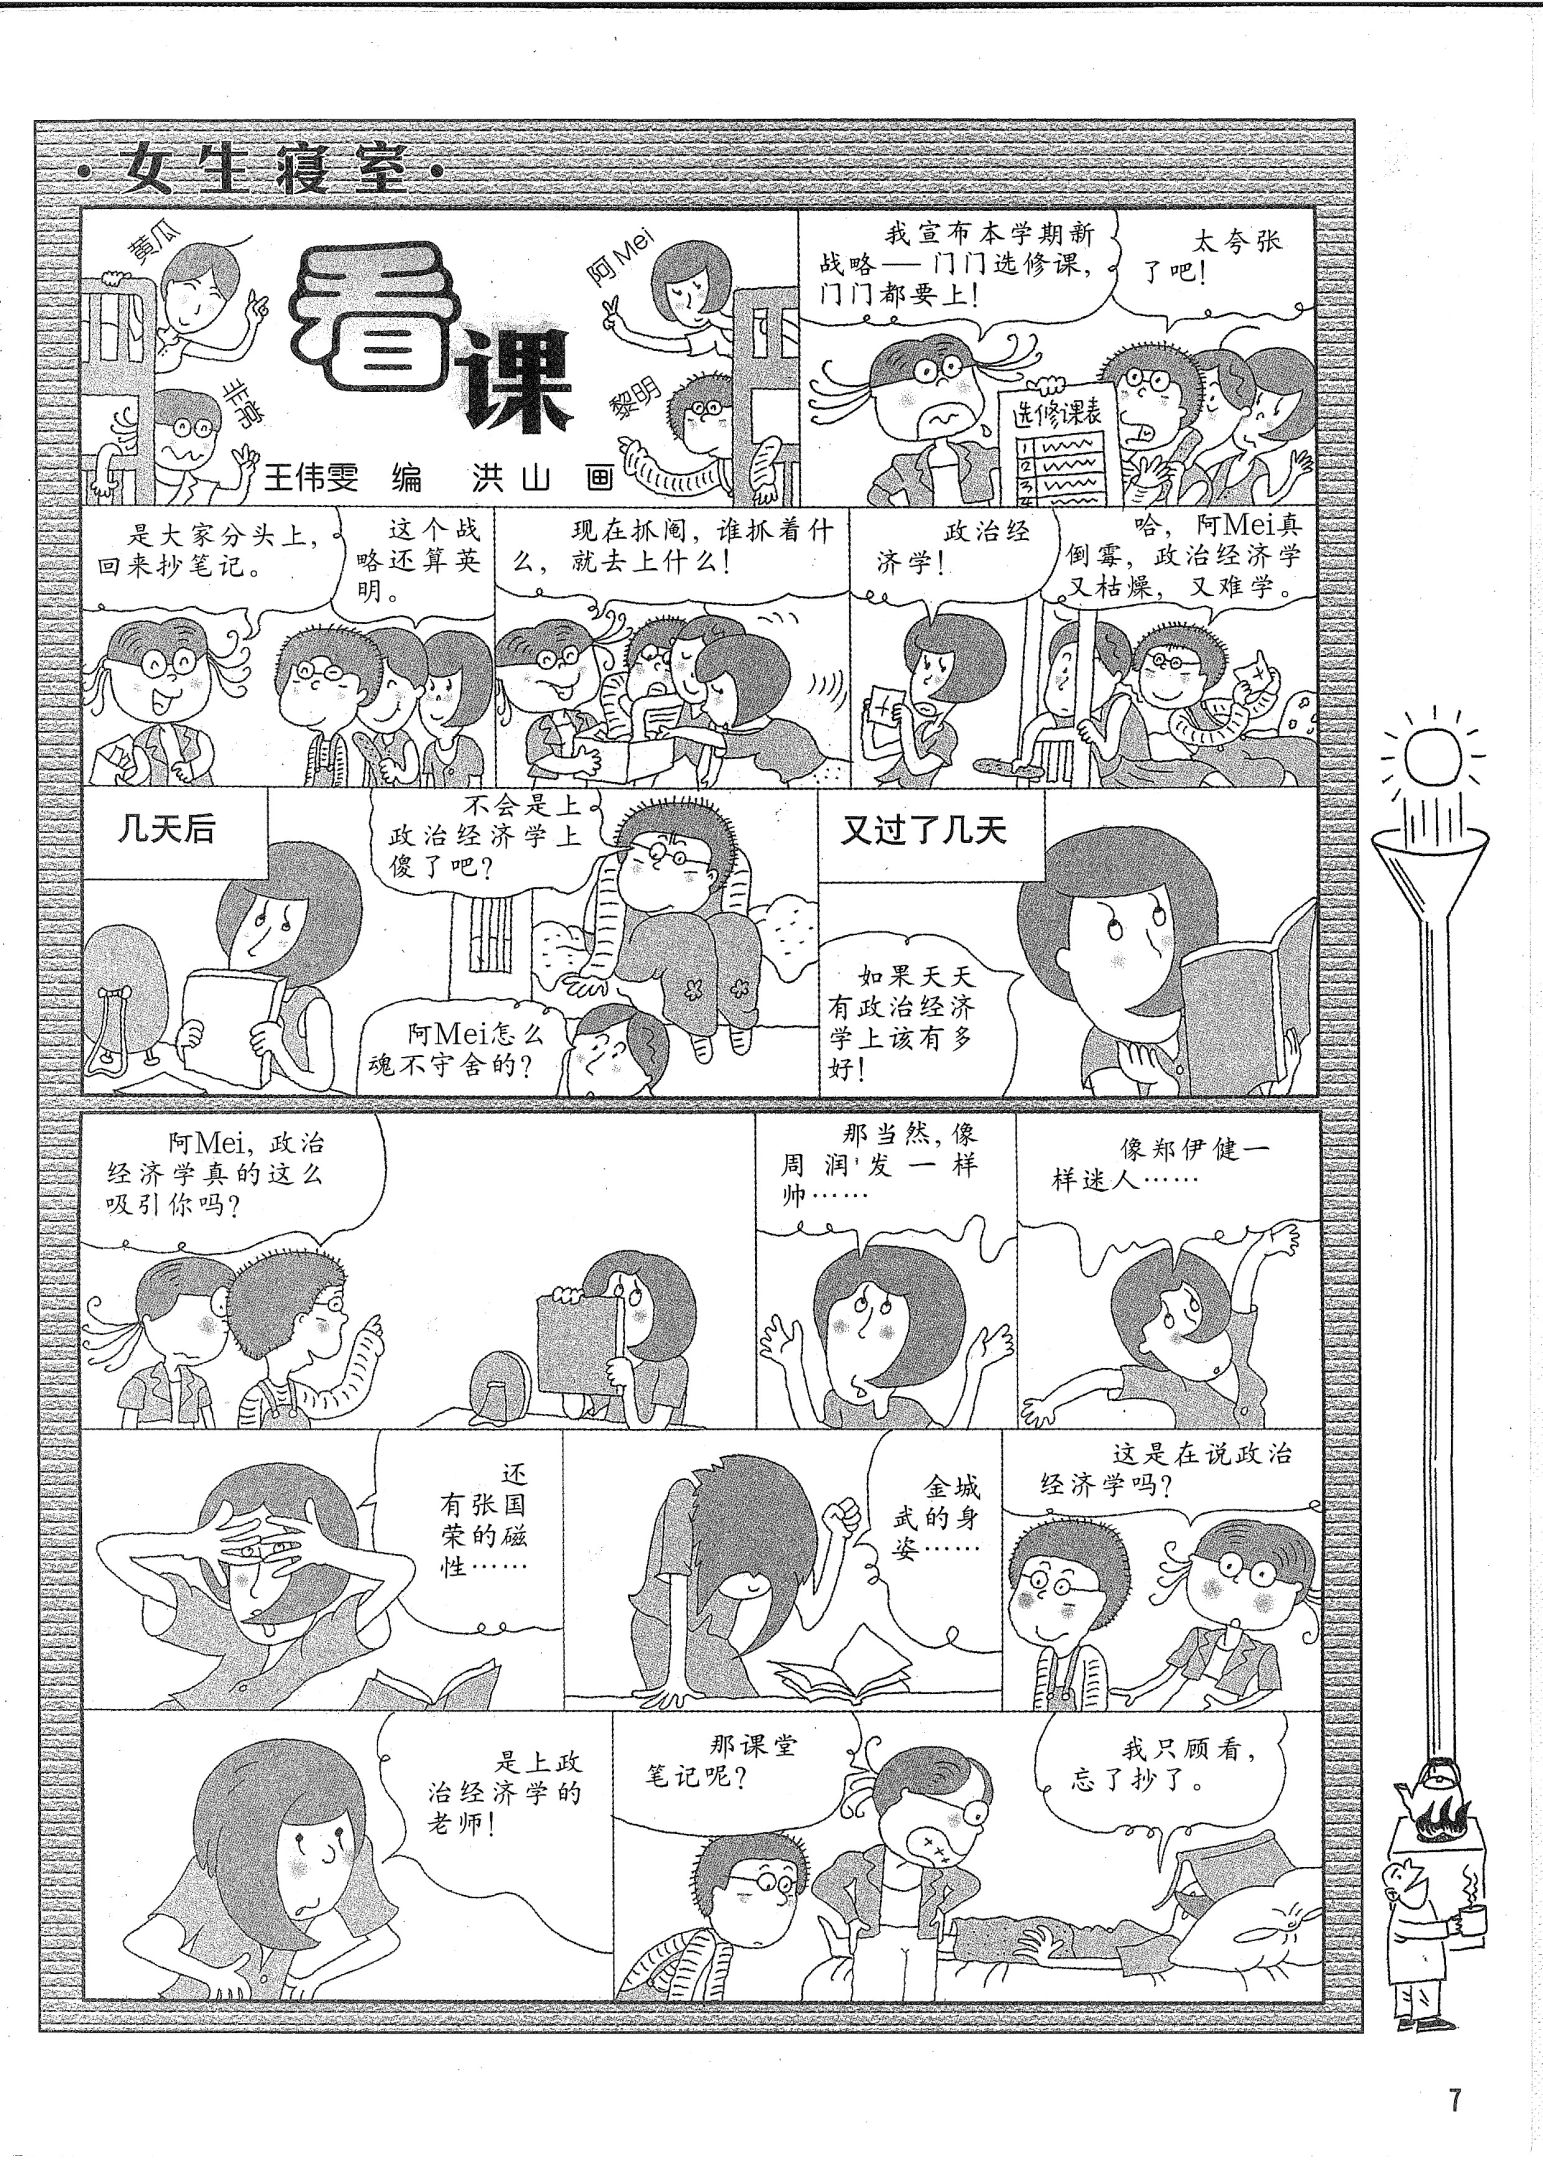 ·女生寝室·
黄瓜
非常
看课
阿Mei
黎明
王伟雯 编 洪山 画
我宣布本学期新
战略——门门选修课,
门门都要上!
太夸张
了吧!
选修课表
1
2
3
4
是大家分头上,
回来抄笔记。
这个战
略还算英
明。
现在抓阄,谁抓着什
么,就去上什么!
政治经
济学!
哈,阿Mei真
倒霉,政治经济学
又枯燥,又难学。
几天后
不会是上
政治经济学上
傻了吧?
阿Mei怎么
魂不守舍的?
又过了几天
如果天天
有政治经济
学上该有多
好!
阿Mei,政治
经济学真的这么
吸引你吗?
那当然,像
周润发一样
帅……
像郑伊健一
样迷人……
还
有张国
荣的磁
性……
金城
武的身
姿……
这是在说政治
经济学吗?
是上政
治经济学的
老师!
那课堂
笔记呢?
我只顾看,
忘了抄了。
7